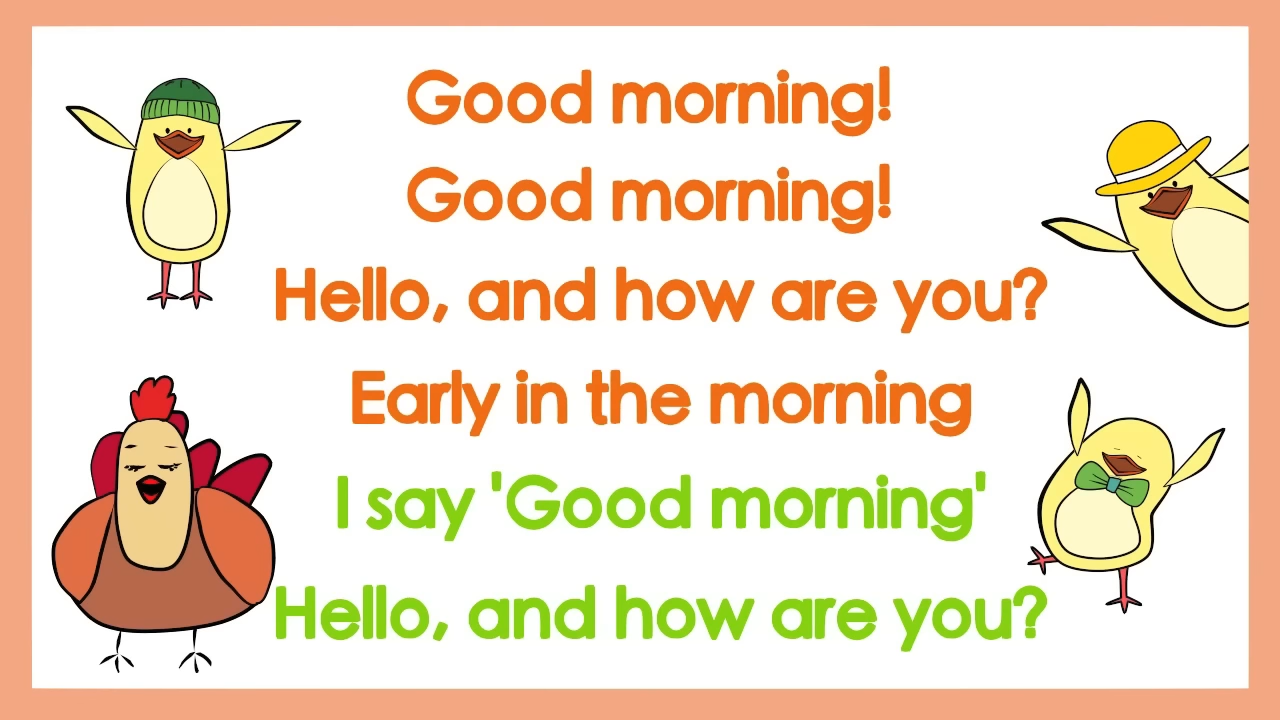 Good morning!
Good morning!
Hello, and how are you?
Early in the morning
I say 'Good morning'
Hello, and how are you?